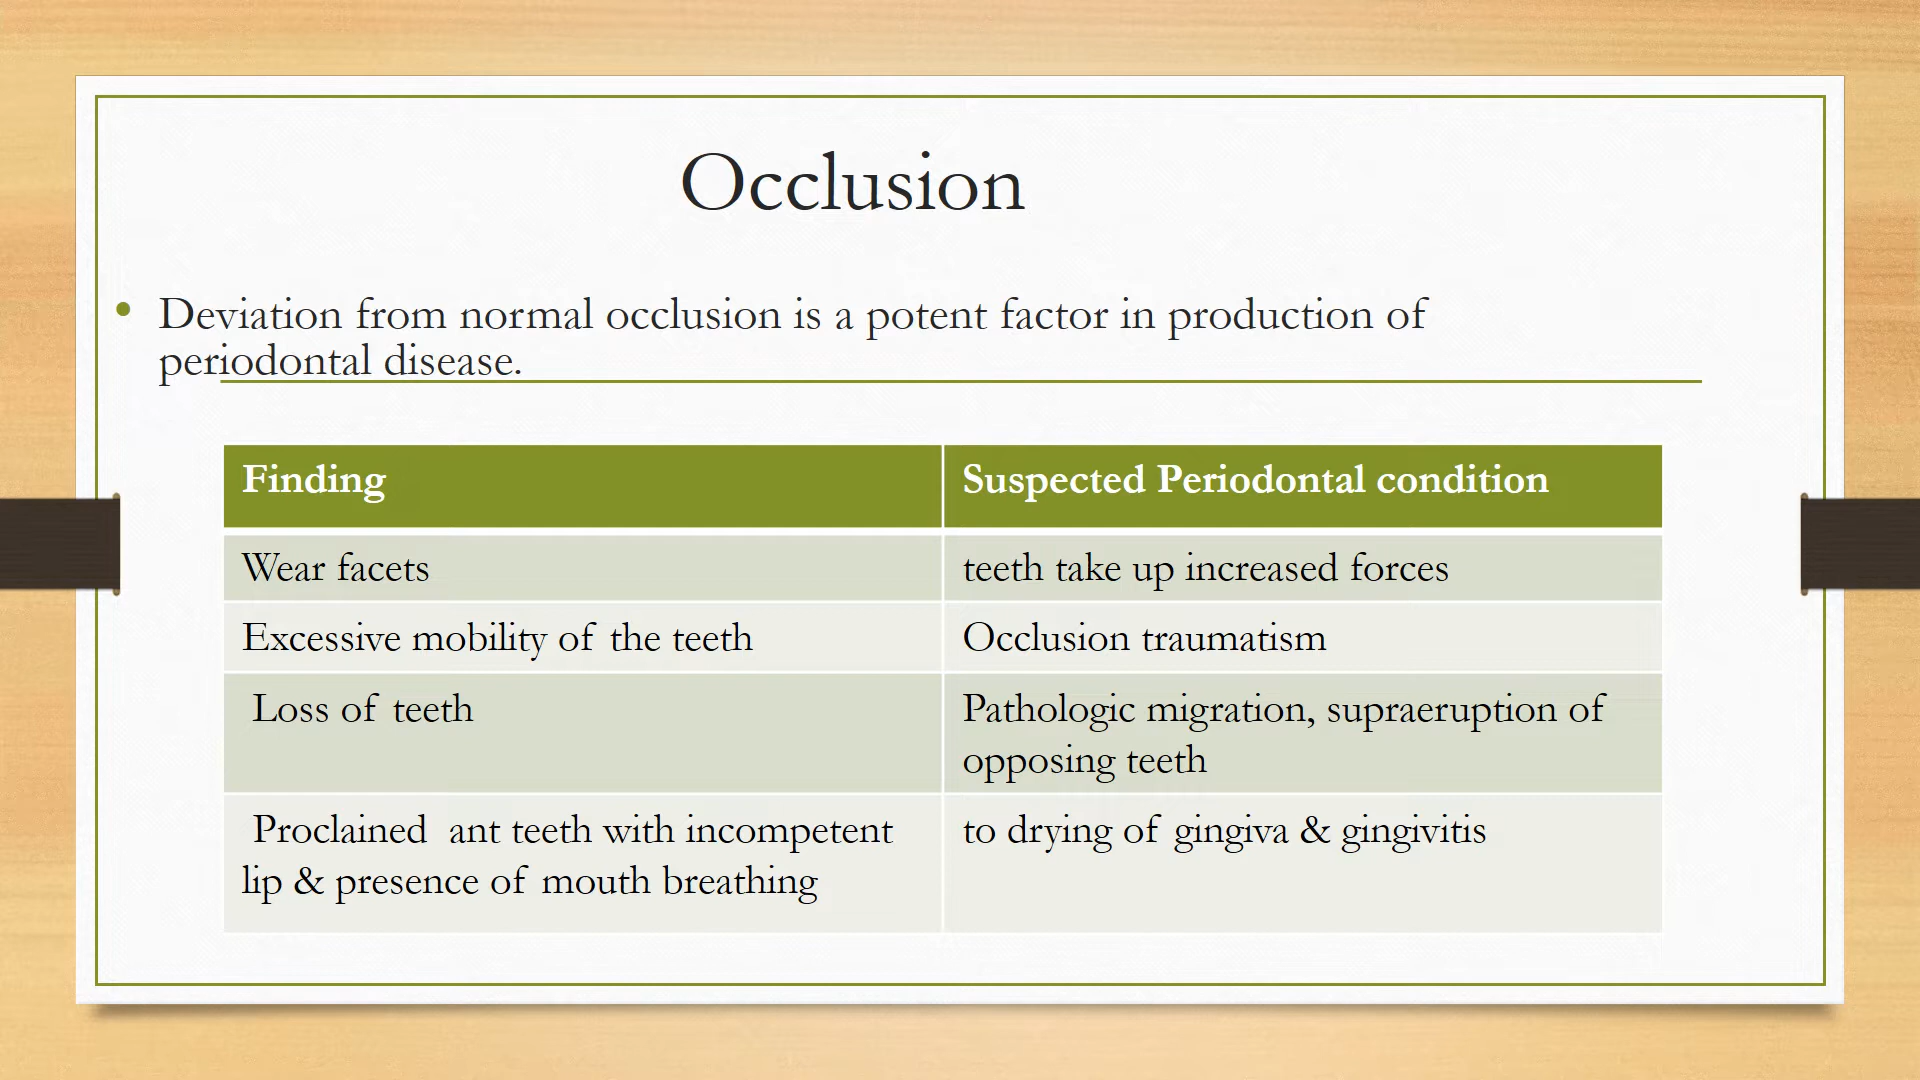 Occlusion
• Deviation from normal occlusion is a potent factor in production of
periodontal disease.
Finding
Suspected Periodontal condition
Wear facets
teeth take up increased forces
Excessive mobility of the teeth
Occlusion traumatism
Loss of teeth
Pathologic migration, supraeruption of
opposing teeth
Proclained ant teeth with incompetent
lip & presence of mouth breathing
to drying of gingiva & gingivitis